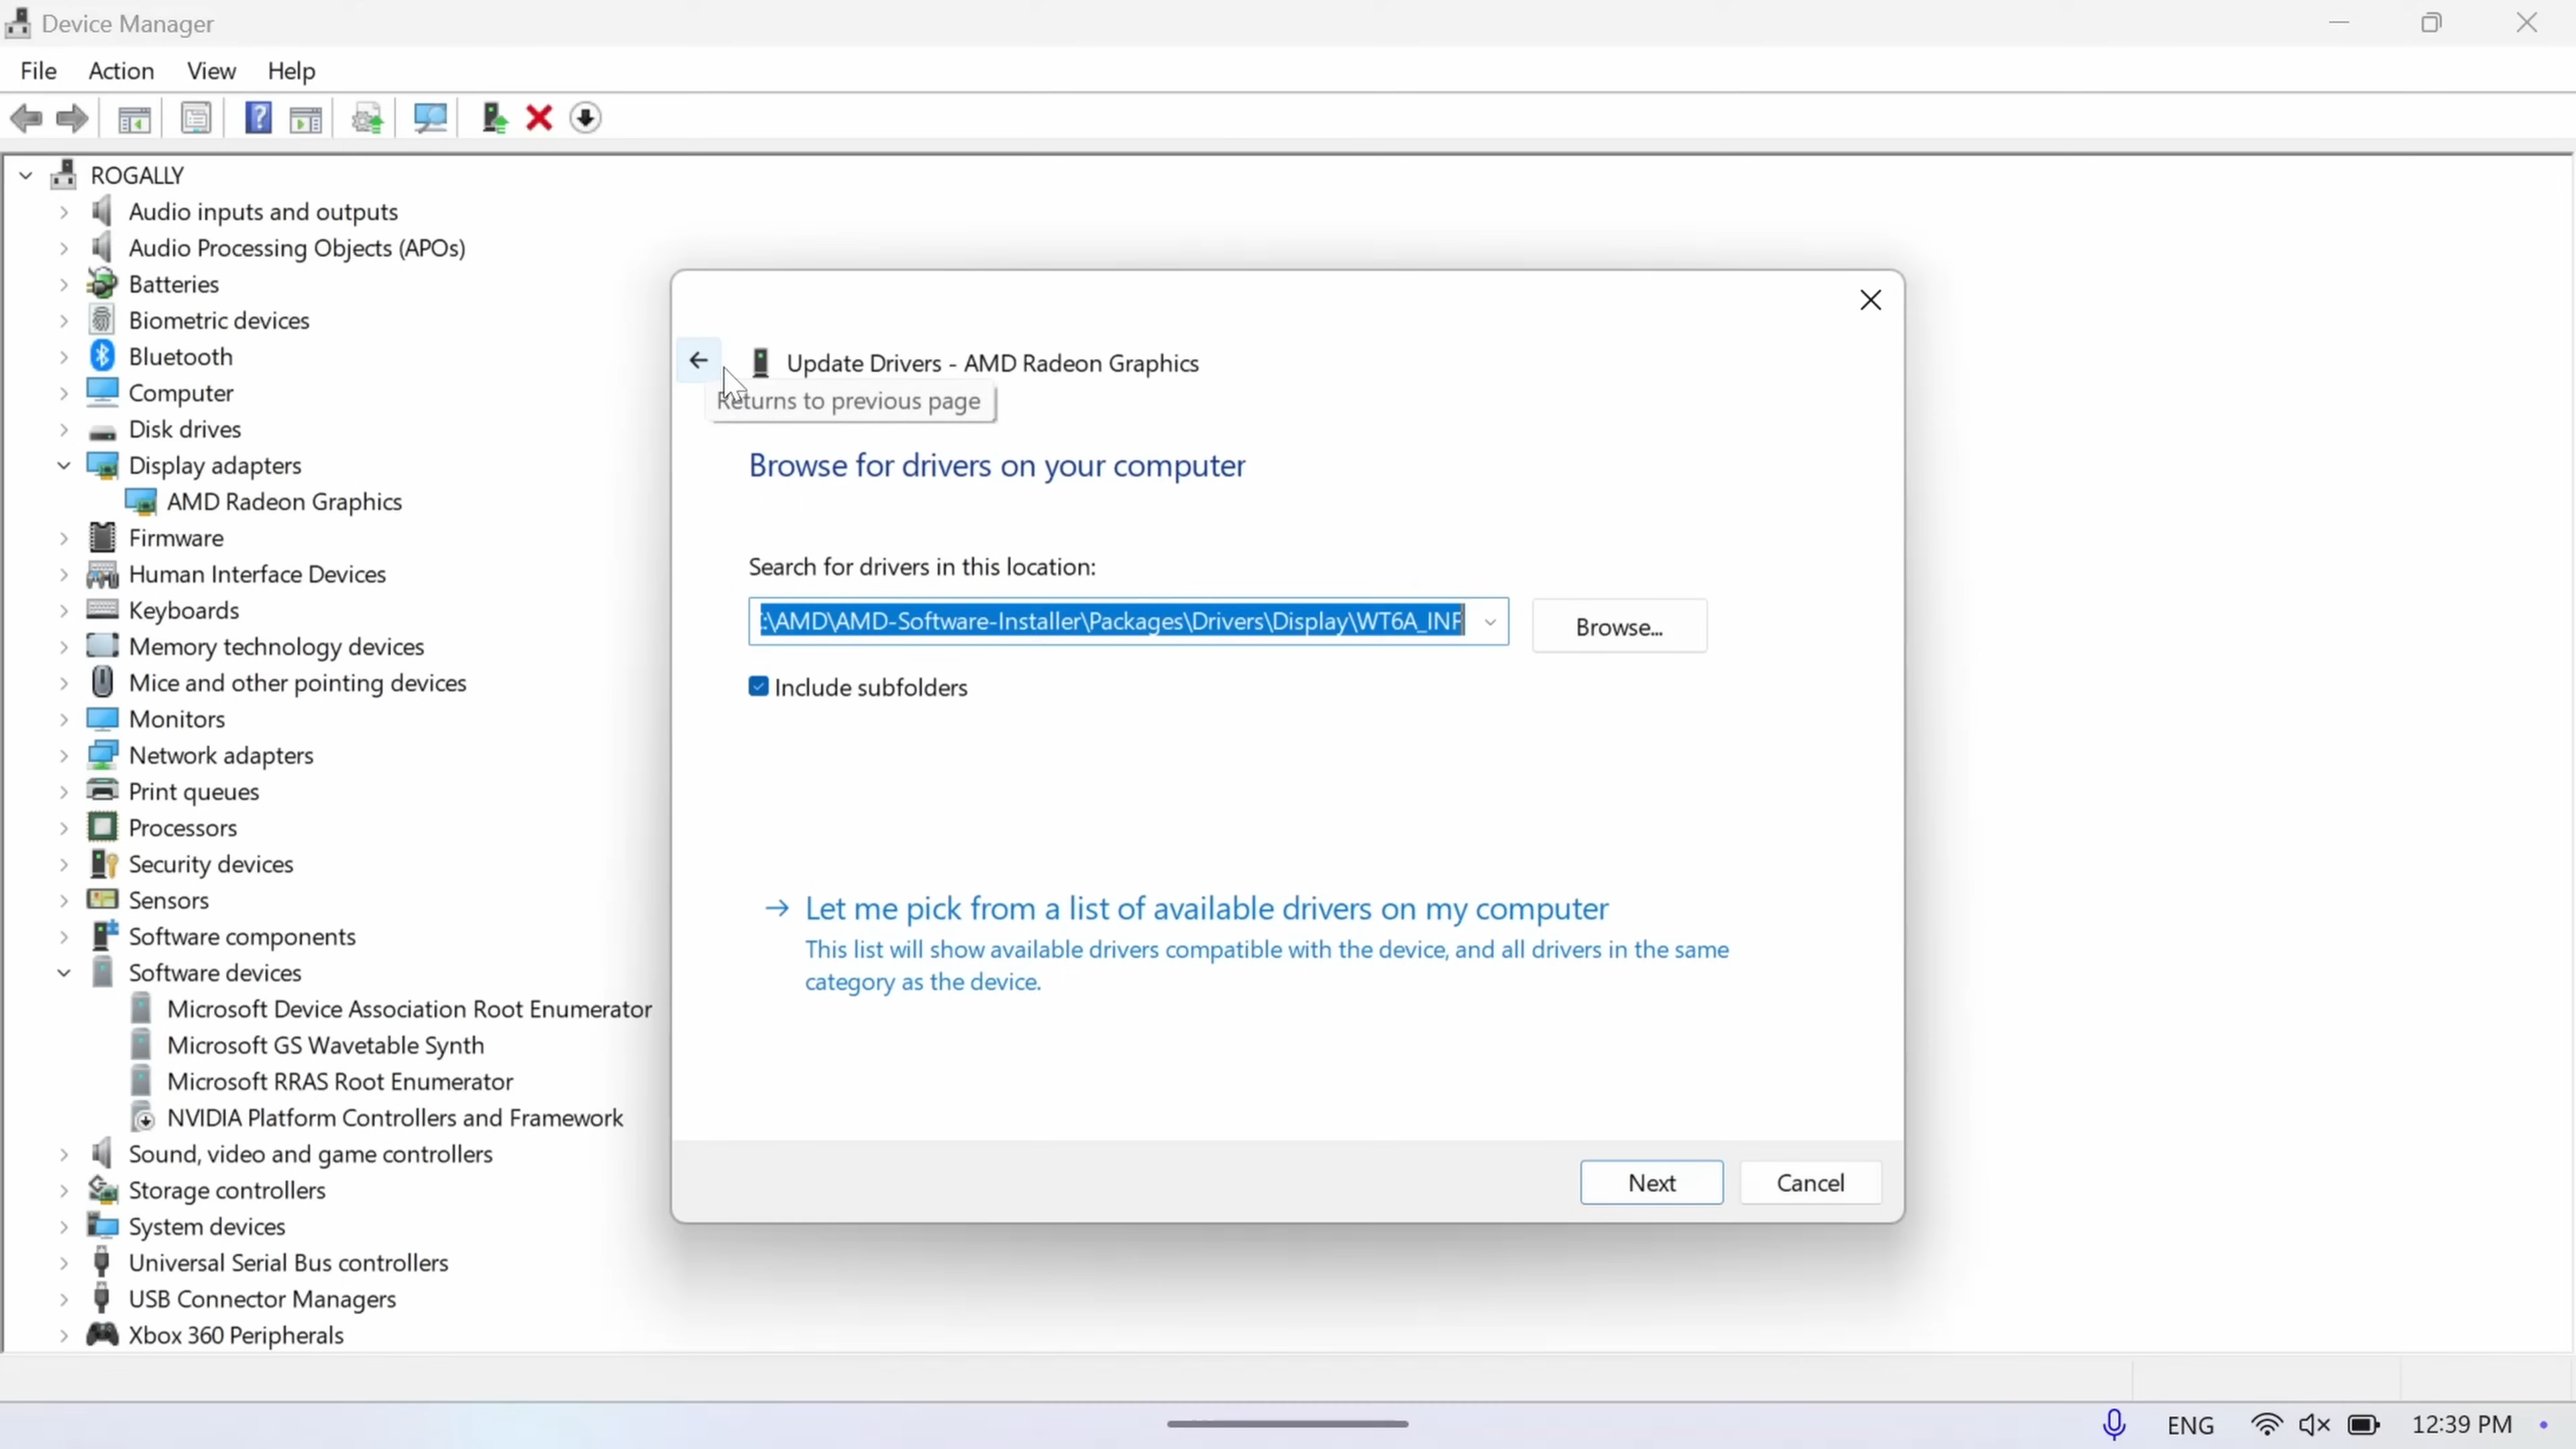 Device Manager
File Action View Help
ROGALLY
Audio inputs and outputs
Audio Processing Objects (APOs)
Batteries
Biometric devices
Bluetooth
Computer
Disk drives
Display adapters
AMD Radeon Graphics
Firmware
Human Interface Devices
Keyboards
Memory technology devices
Mice and other pointing devices
Monitors
Network adapters
Print queues
Processors
Security devices
Sensors
Software components
Software devices
Microsoft Device Association Root Enumerator
Microsoft GS Wavetable Synth
Microsoft RRAS Root Enumerator
NVIDIA Platform Controllers and Framework
Sound, video and game controllers
Storage controllers
System devices
Universal Serial Bus controllers
USB Connector Managers
Xbox 360 Peripherals
Update Drivers - AMD Radeon Graphics
Returns to previous page
Browse for drivers on your computer
Search for drivers in this location:
:\AMD\AMD-Software-Installer\Packages\Drivers\Display\WT6A_INF
Browse...
Include subfolders
Let me pick from a list of available drivers on my computer
This list will show available drivers compatible with the device, and all drivers in the same
category as the device.
Next Cancel
ENG 12:39 PM